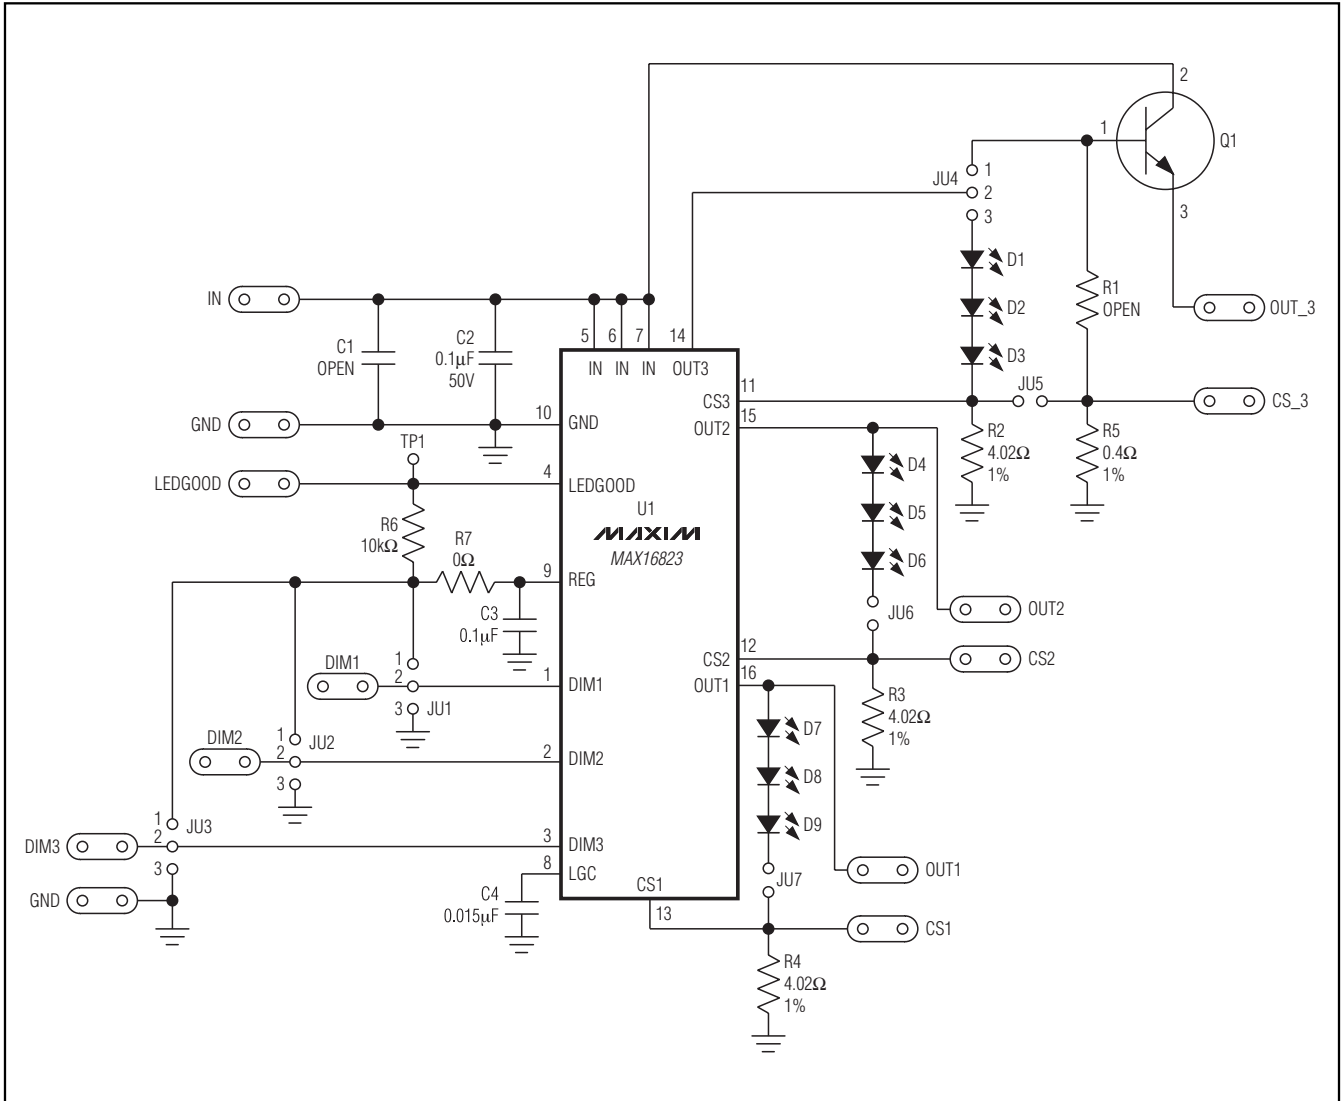 2
1
Q1
1
JU4
2
3
3
D1
R1
OPEN
D2
OUT_3
D3
IN
5
6
7
14
C1
OPEN
C2
0.1µF
50V
IN
IN
IN
OUT3
11
CS3
JU5
CS_3
15
OUT2
GND
10
GND
TP1
R2
4.02Ω
1%
R5
0.4Ω
1%
LEDGOOD
4
LEDGOOD
U1
MAXIM
MAX16823
D4
D5
D6
R6
10kΩ
R7
0Ω
9
REG
C3
0.1µF
JU6
OUT2
12
CS2
CS2
DIM1
1
2
3
JU1
1
DIM1
16
OUT1
R3
4.02Ω
1%
DIM2
1
JU2
2
3
2
DIM2
D7
D8
D9
1
JU3
DIM3
2
3
3
DIM3
8
LGC
GND
C4
0.015µF
CS1
13
JU7
OUT1
CS1
R4
4.02Ω
1%